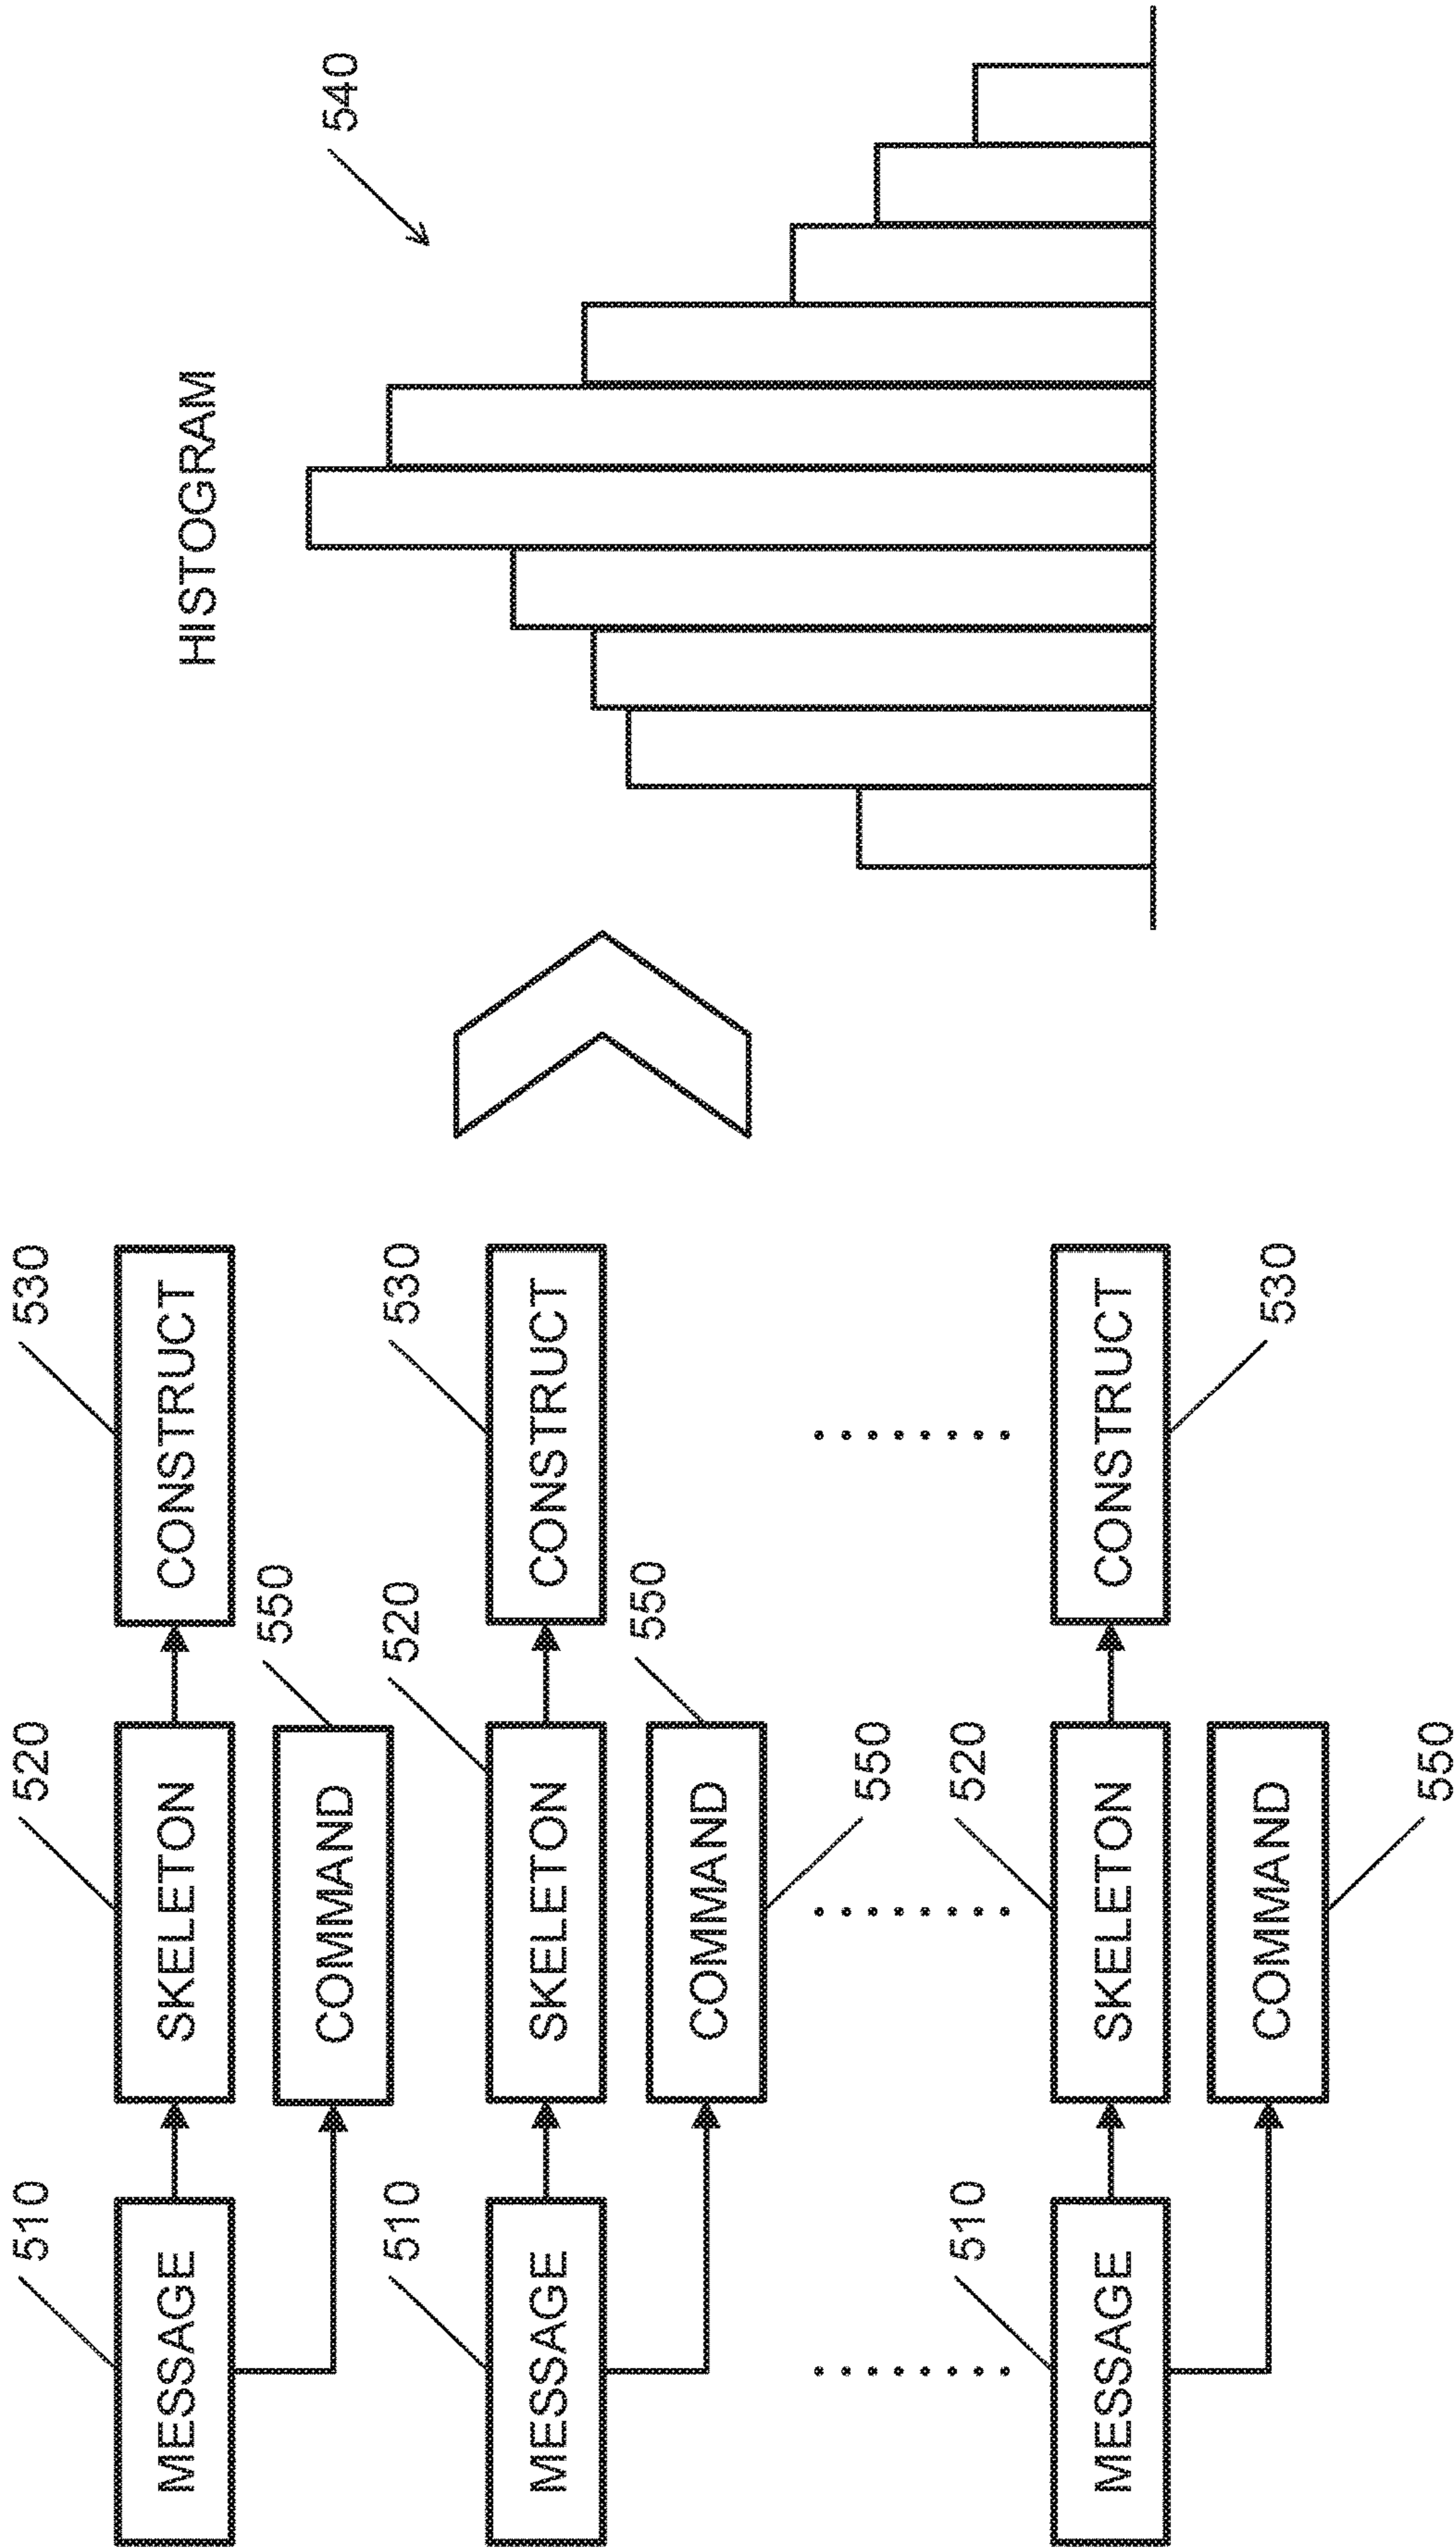 510
520
530
MESSAGE
SKELETON
CONSTRUCT
HISTOGRAM
550
COMMAND
540
510
520
530
MESSAGE
SKELETON
CONSTRUCT
550
COMMAND
550
510
520
MESSAGE
SKELETON
CONSTRUCT
530
COMMAND
550